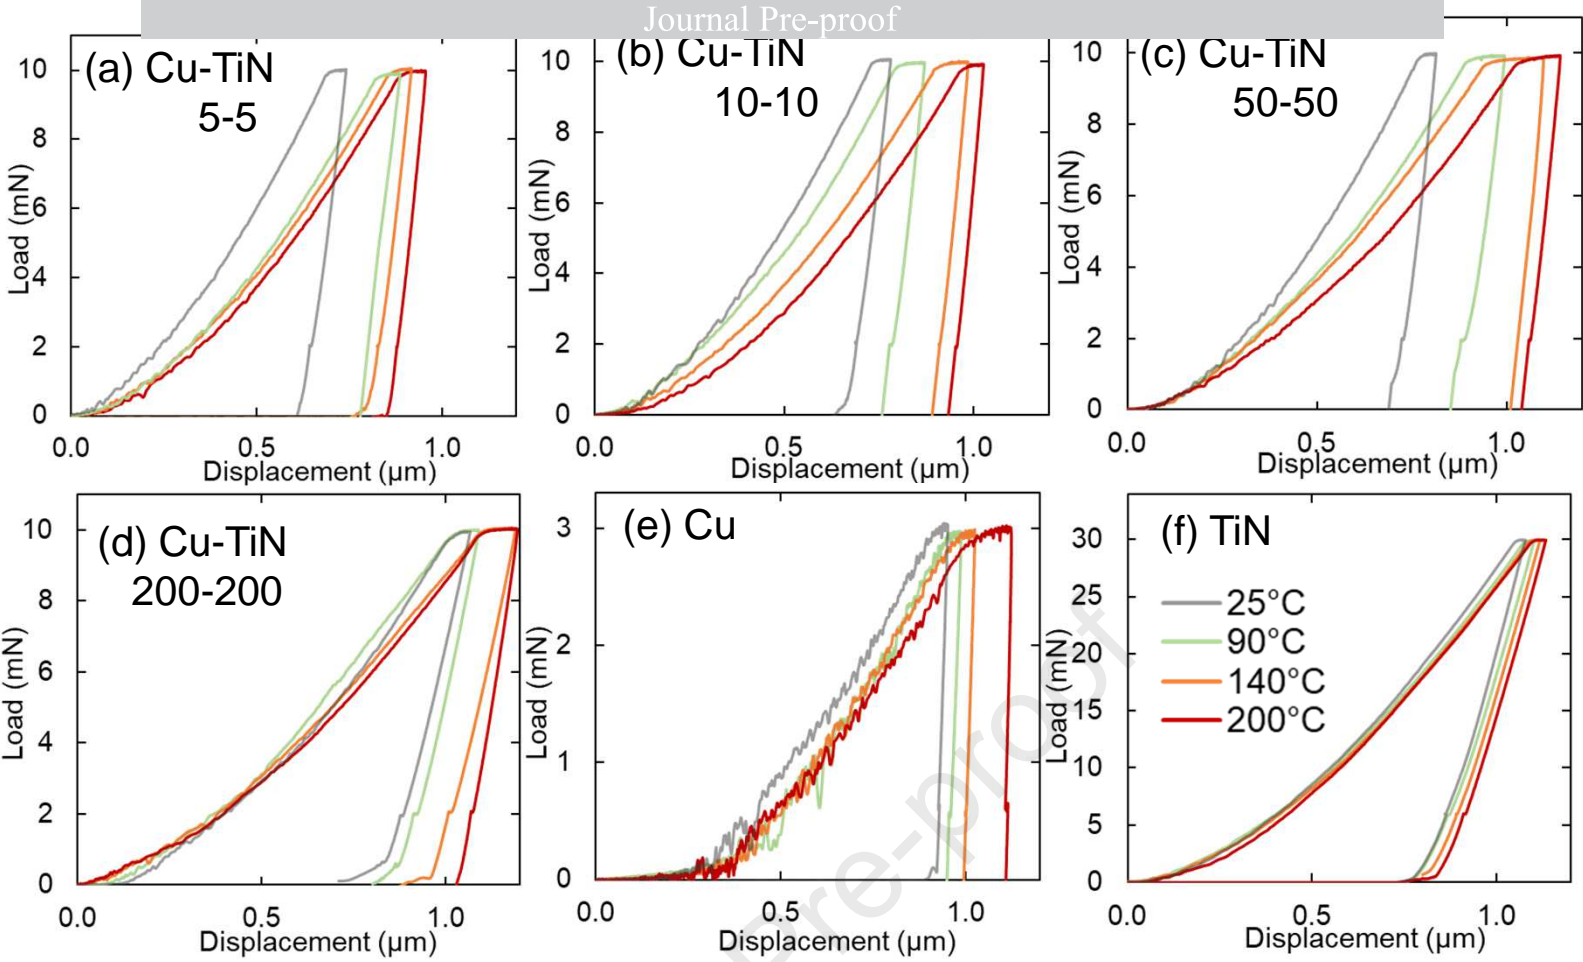 Journal Pre-proof
(a) Cu-TiN
5-5
10
8
6
4
2
0
Load (mN)
0.0 0.5 1.0
Displacement (μm)
(b) Cu-TiN
10-10
10
8
6
4
2
0
Load (mN)
0.0 0.5 1.0
Displacement (μm)
(c) Cu-TiN
50-50
10
8
6
4
2
0
Load (mN)
0.0 0.5 1.0
Displacement (μm)
(d) Cu-TiN
200-200
10
8
6
4
2
0
Load (mN)
0.0 0.5 1.0
Displacement (μm)
(e) Cu
3
2
1
0
Load (mN)
0.0 0.5 1.0
Displacement (μm)
(f) TiN
30
25
20
15
10
5
0
Load (mN)
25°C
90°C
140°C
200°C
0.0 0.5 1.0
Displacement (μm)
Pre-proof